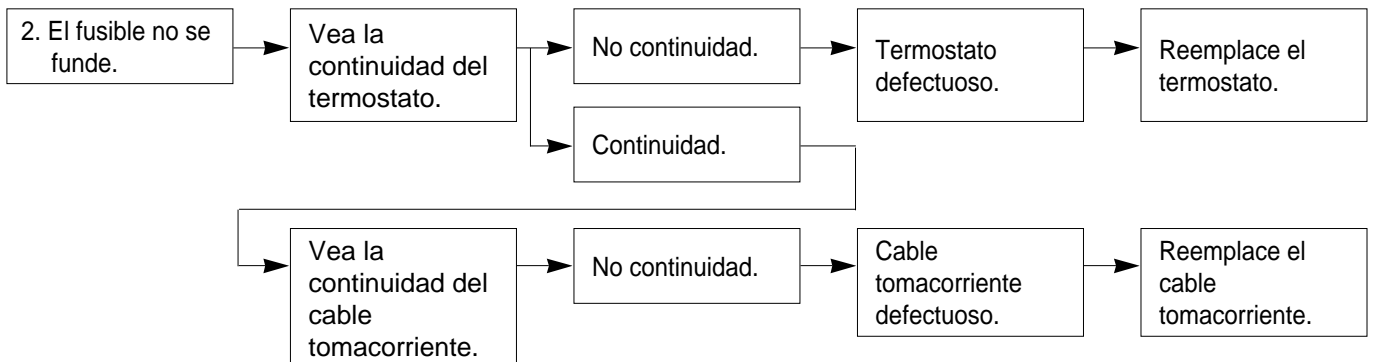 2. El fusible no se
funde.
Vea la
continuidad del
termostato.
No continuidad.
Termostato
defectuoso.
Reemplace el
termostato.
Continuidad.
Vea la
continuidad del
cable
tomacorriente.
No continuidad.
Cable
tomacorriente
defectuoso.
Reemplace el
cable
tomacorriente.